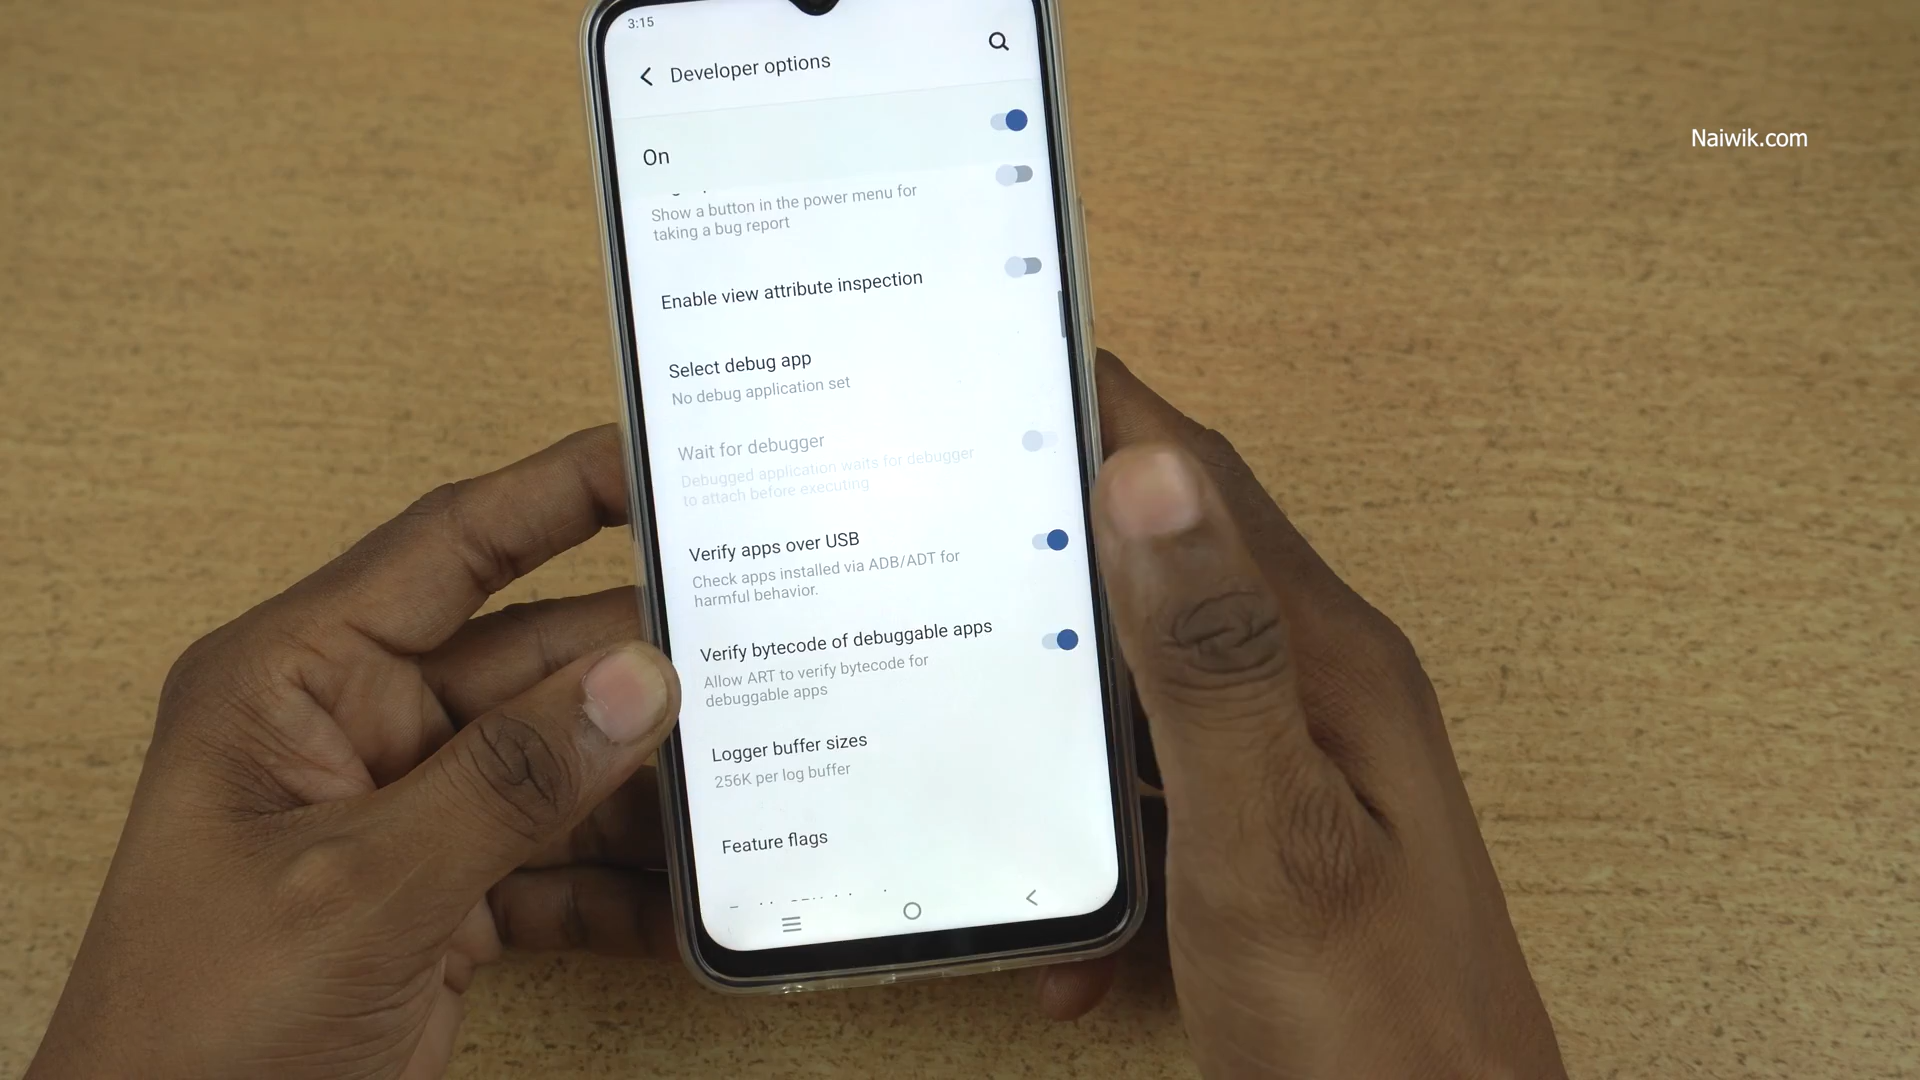 3:15
Developer options
Naiwik.com
On
Show a button in the power menu for
taking a bug report
Enable view attribute inspection
Select debug app
No debug application set
Wait for debugger
Debugged application waits for debugger
to attach before executing
Verify apps over USB
Check apps installed via ADB/ADT for
harmful behavior.
Verify bytecode of debuggable apps
Allow ART to verify bytecode for
debuggable apps
Logger buffer sizes
256K per log buffer
Feature flags